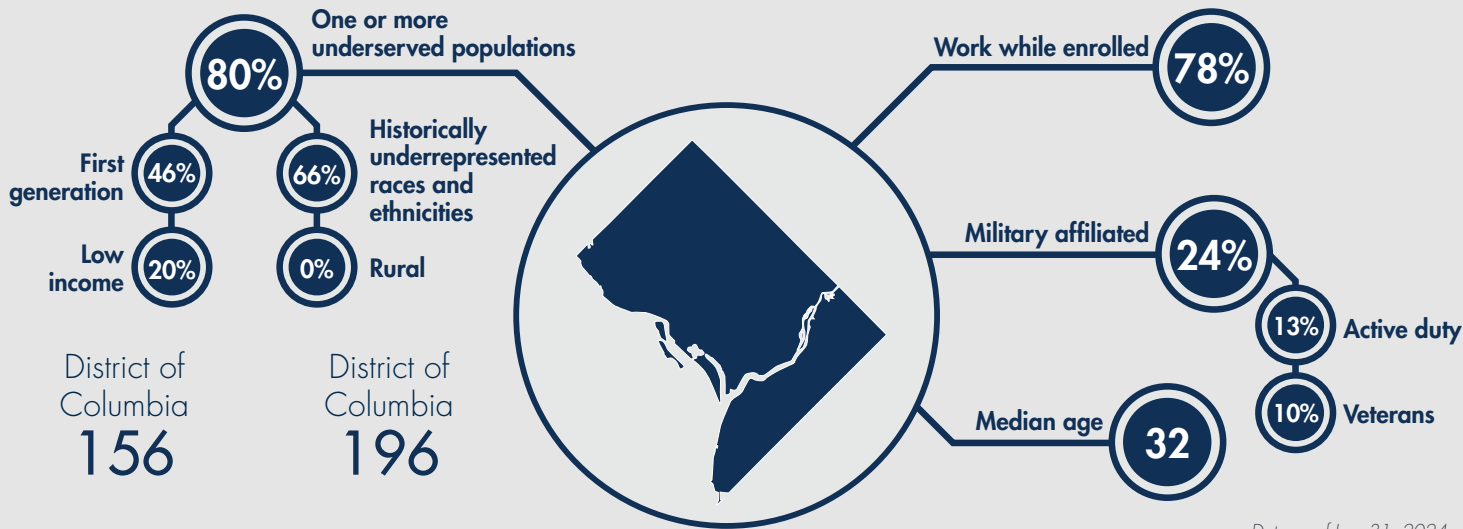 One or more
underserved populations
80%
First
generation
46%
66%
Historically
underrepresented
races and
ethnicities
Low
income
20%
0%
Rural
District of
Columbia
156
District of
Columbia
196
Work while enrolled
78%
Military affiliated
24%
13%
Active duty
10%
Veterans
Median age
32